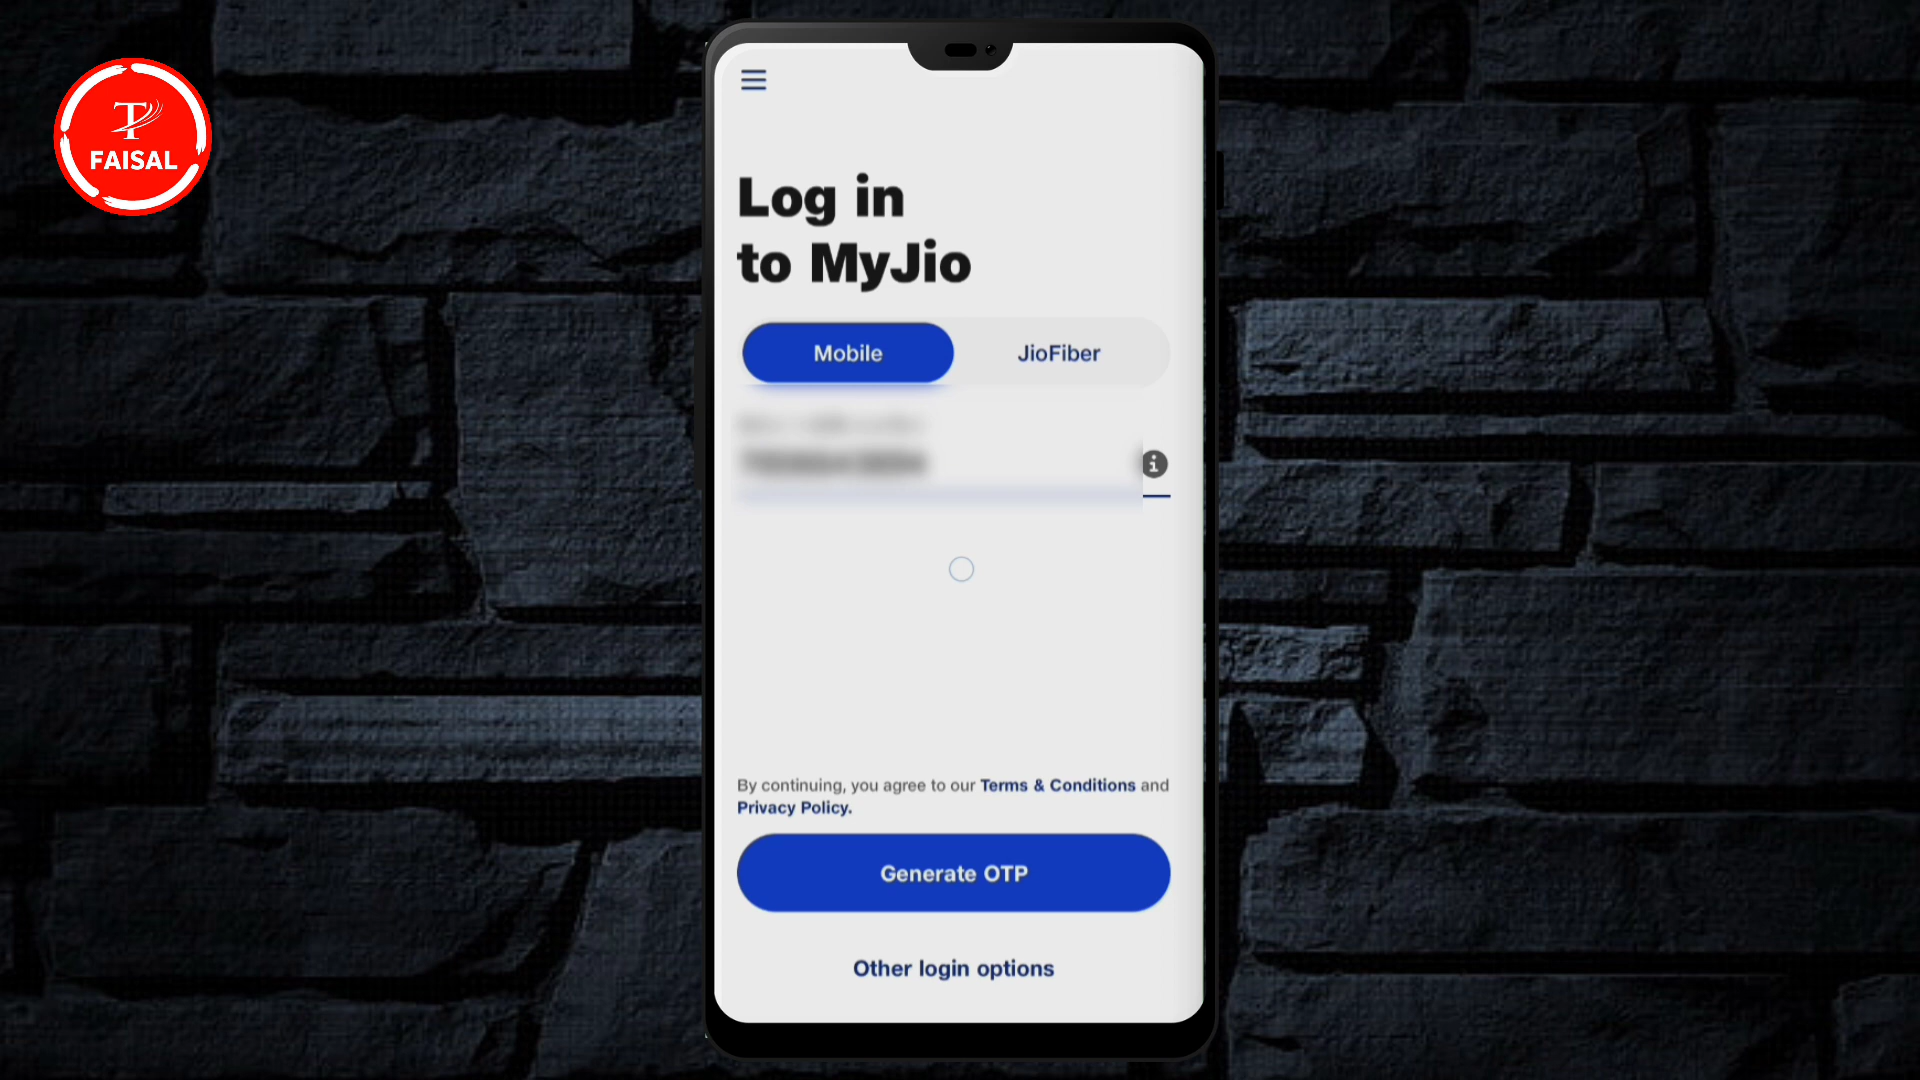 T
FAISAL
Log in
to MyJio
Mobile
JioFiber
By continuing, you agree to our Terms & Conditions and
Privacy Policy.
Generate OTP
Other login options